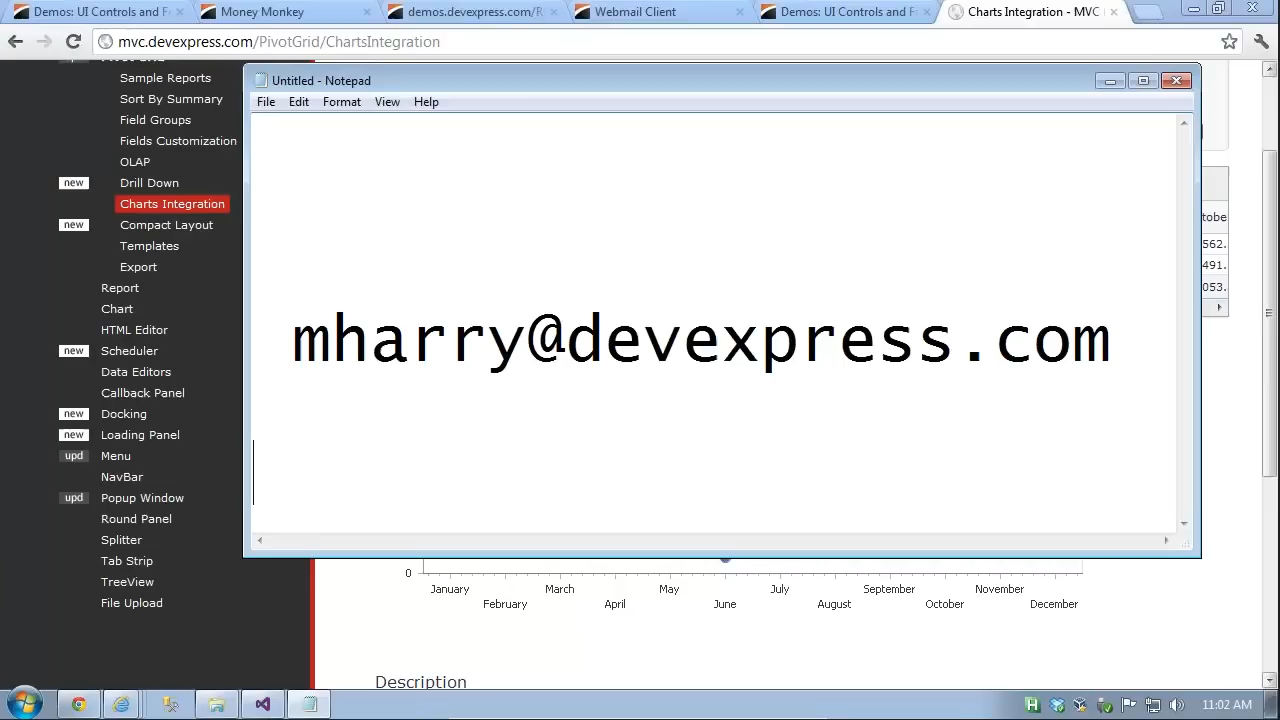 Demos: UI Controls and F
Money Monkey
demos.devexpress.com/R
Webmail Client
Demos: UI Controls and F
Charts Integration - MVC
mvc.devexpress.com/PivotGrid/ChartsIntegration
Sample Reports
Sort By Summary
Field Groups
Fields Customization
OLAP
new Drill Down
Charts Integration
new Compact Layout
Templates
Export
Report
Chart
HTML Editor
new Scheduler
Data Editors
Callback Panel
new Docking
new Loading Panel
upd Menu
NavBar
upd Popup Window
Round Panel
Splitter
Tab Strip
TreeView
File Upload
Untitled - Notepad
File Edit Format View Help
mharry@devexpress.com
tobe
562.
491.
053.
0
January
February
March
April
May
June
July
August
September
October
November
December
Description
11:02 AM